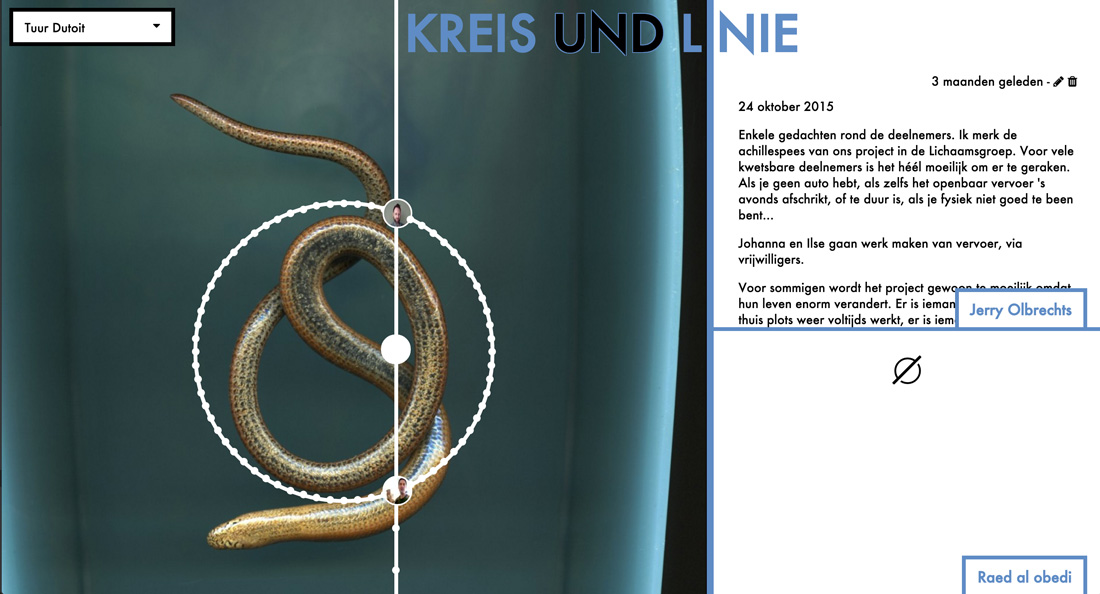 Tuur Dutoit
KREIS UND LINIE
3 maanden geleden -
24 oktober 2015
Enkele gedachten rond de deelnemers. Ik merk de
achillespees van ons project in de Lichaamsgroep. Voor vele
kwetsbare deelnemers is het héél moeilijk om er te geraken.
Als je geen auto hebt, als zelfs het openbaar vervoer 's
avonds afschrikt, of te duur is, als je fysiek niet goed te been
bent...
Johanna en Ilse gaan werk maken van vervoer, via
vrijwilligers.
Voor sommigen wordt het project gewoon te moeilijk omdat
hun leven enorm verandert. Er is
thuis plots weer voltijds werkt, er is
Jerry Olbrechts
Raed al obedi